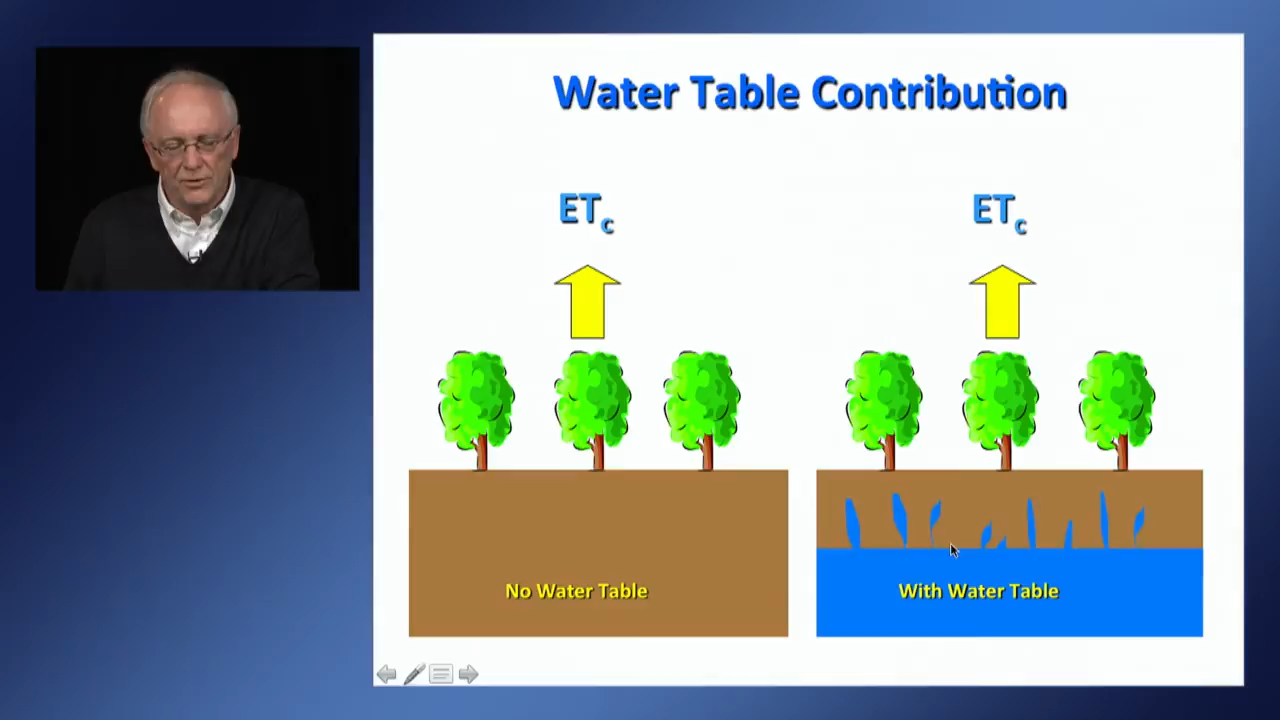 Water Table Contribution
ETc
ETc
No Water Table
With Water Table